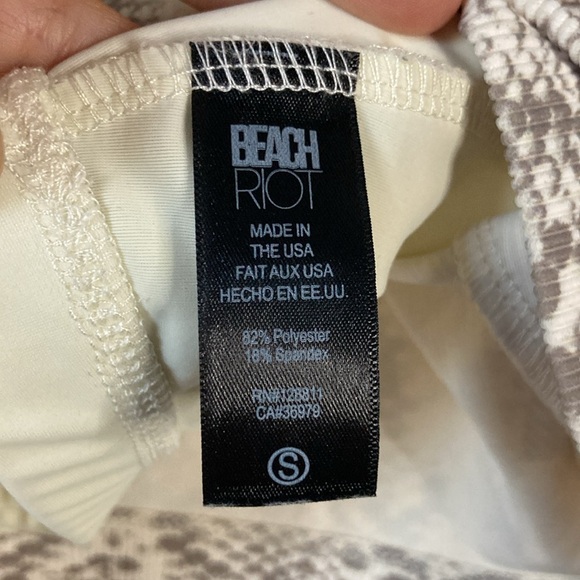 BEACH
RIOT
MADE IN
THE USA
FAIT AUX USA
HECHO EN EE.UU.
82% Polyester
18% Spandex
RN#128811
CA#36979
S